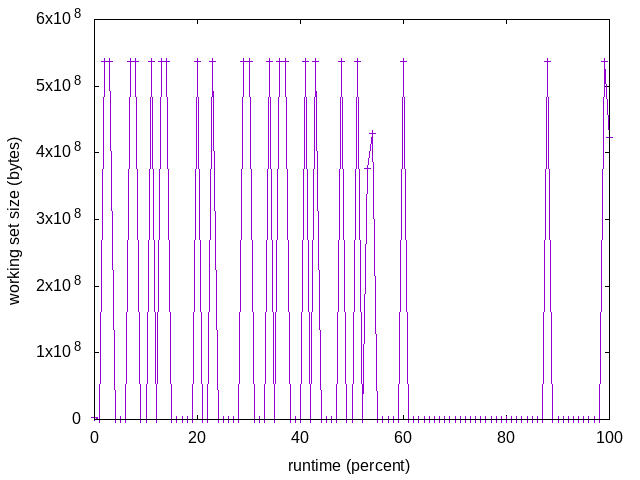 6x10^8
5x10^8
4x10^8
3x10^8
2x10^8
1x10^8
0
working set size (bytes)
0 20 40 60 80 100
runtime (percent)